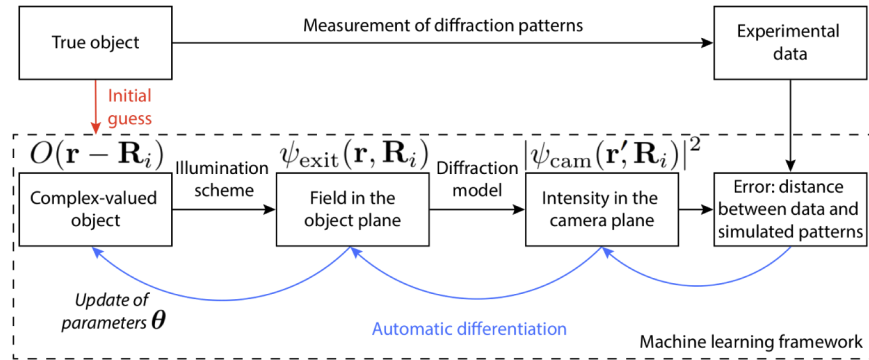 True object
Measurement of diffraction patterns
Experimental
data
Initial
guess
O(r − R_i)
Illumination
scheme
ψ_exit(r, R_i)
Diffraction
model
|ψ_cam(r′, R_i)|²
Complex-valued
object
Field in the
object plane
Intensity in the
camera plane
Error: distance
between data and
simulated patterns
Update of
parameters θ
Automatic differentiation
Machine learning framework